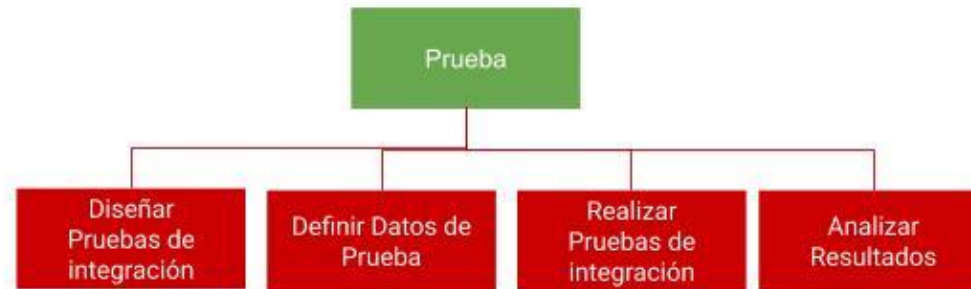 Prueba
Diseñar
Pruebas de
integración
Definir Datos de
Prueba
Realizar
Pruebas de
integración
Analizar
Resultados